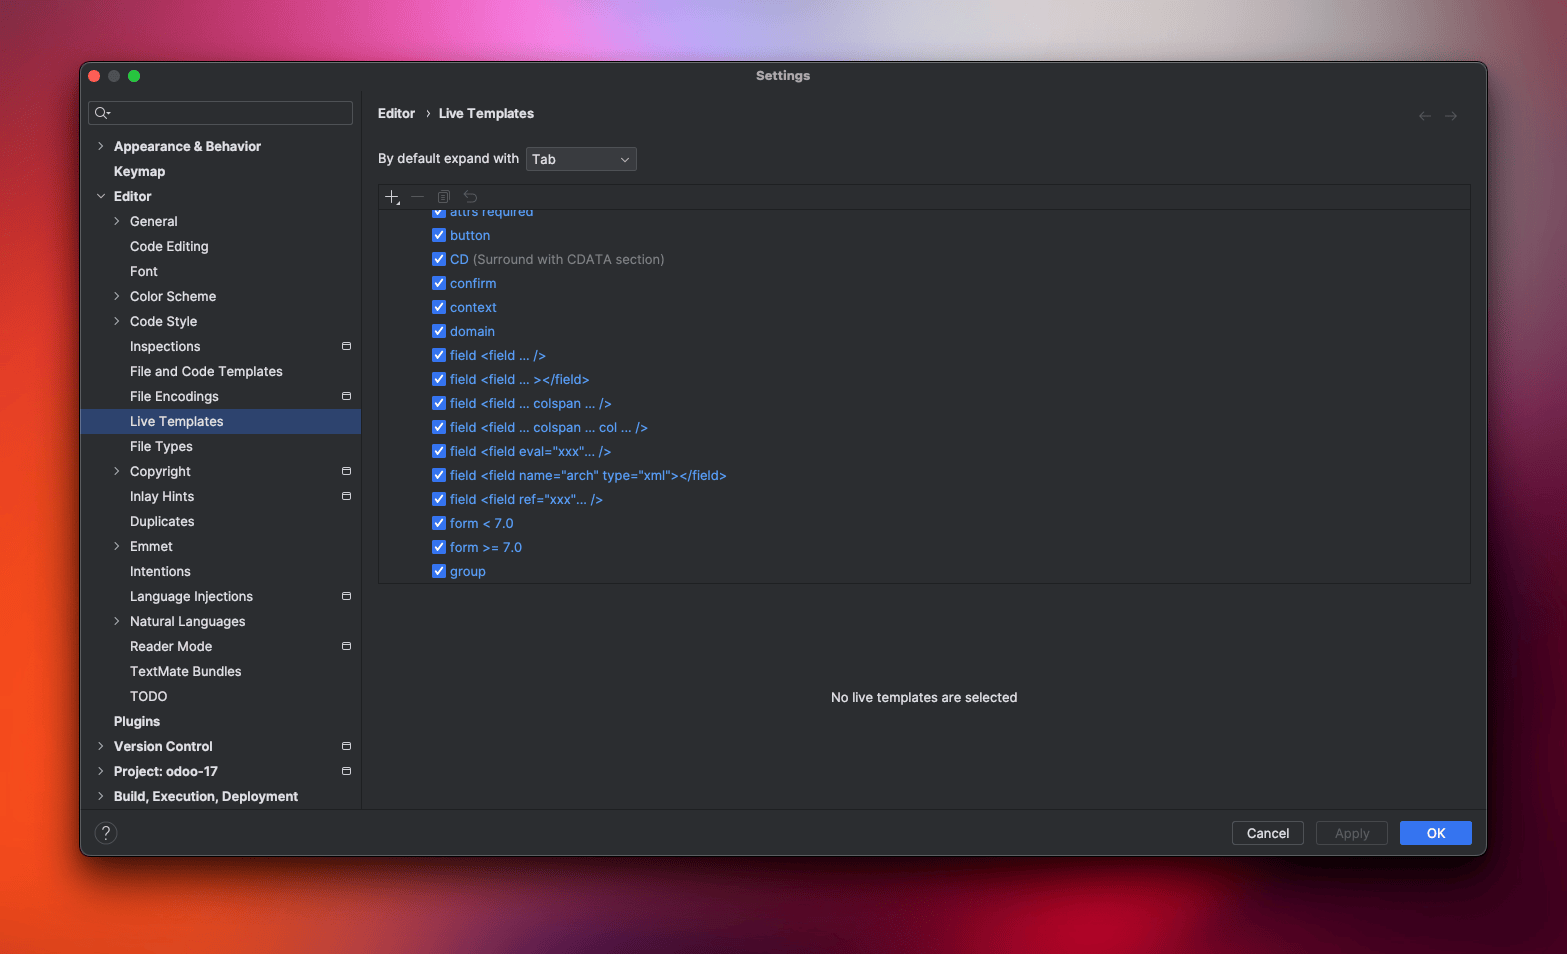 Settings
Appearance & Behavior
Keymap
Editor
General
Code Editing
Font
Color Scheme
Code Style
Inspections
File and Code Templates
File Encodings
Live Templates
File Types
Copyright
Inlay Hints
Duplicates
Emmet
Intentions
Language Injections
Natural Languages
Reader Mode
TextMate Bundles
TODO
Plugins
Version Control
Project: odoo-17
Build, Execution, Deployment
Editor › Live Templates
By default expand with Tab
attrs required
button
CD (Surround with CDATA section)
confirm
context
domain
field <field ... />
field <field ... ></field>
field <field ... colspan ... />
field <field ... colspan ... col ... />
field <field eval="xxx"... />
field <field name="arch" type="xml"></field>
field <field ref="xxx"... />
form < 7.0
form >= 7.0
group
No live templates are selected
? Cancel Apply OK